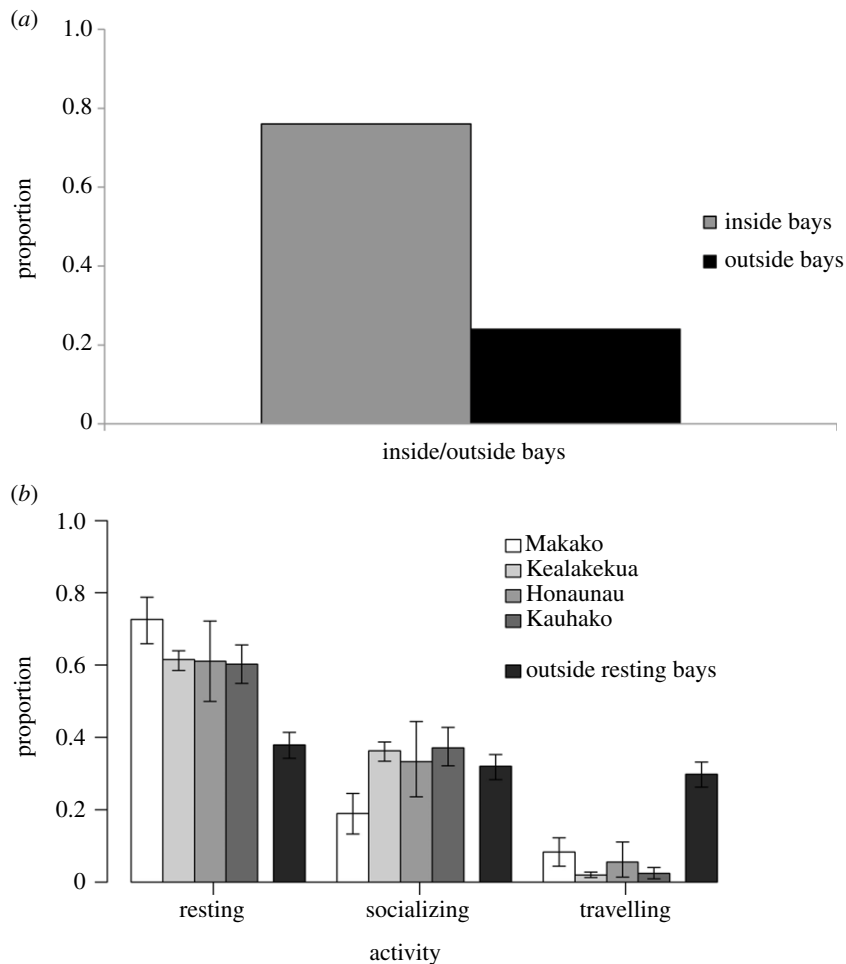 (a)
1.0
0.8
0.6
0.4
0.2
0
proportion
inside bays
outside bays
inside/outside bays
(b)
1.0
0.8
0.6
0.4
0.2
0
proportion
Makako
Kealakekua
Honaunau
Kauhako
outside resting bays
resting socializing travelling
activity